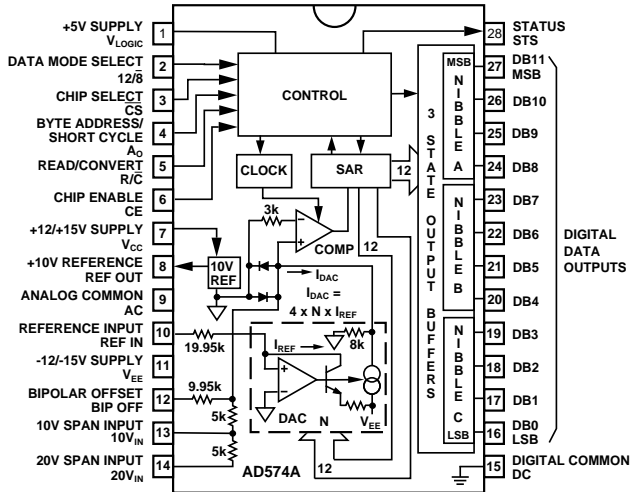 +5V SUPPLY
VLOGIC
1
DATA MODE SELECT
12/8̅
2
CHIP SELECT
C̅S̅
3
BYTE ADDRESS/
SHORT CYCLE
AO
4
READ/CONVERT
R/C̅
5
CHIP ENABLE
CE
6
+12/+15V SUPPLY
VCC
7
+10V REFERENCE
REF OUT
8
ANALOG COMMON
AC
9
REFERENCE INPUT
REF IN
10
-12/-15V SUPPLY
VEE
11
BIPOLAR OFFSET
BIP OFF
12
10V SPAN INPUT
10VIN
13
20V SPAN INPUT
20VIN
14
CONTROL
CLOCK
SAR
12
3k
COMP
12
10V
REF
IDAC
IDAC =
4 x N x IREF
19.95k
IREF
8k
9.95k
5k
5k
DAC
N
VEE
12
AD574A
3 STATE OUTPUT BUFFERS
MSB
NIBBLE A
NIBBLE B
NIBBLE C
LSB
28
STATUS
STS
27
DB11
MSB
26
DB10
25
DB9
24
DB8
23
DB7
22
DB6
21
DB5
20
DB4
19
DB3
18
DB2
17
DB1
16
DB0
LSB
15
DIGITAL COMMON
DC
DIGITAL
DATA
OUTPUTS